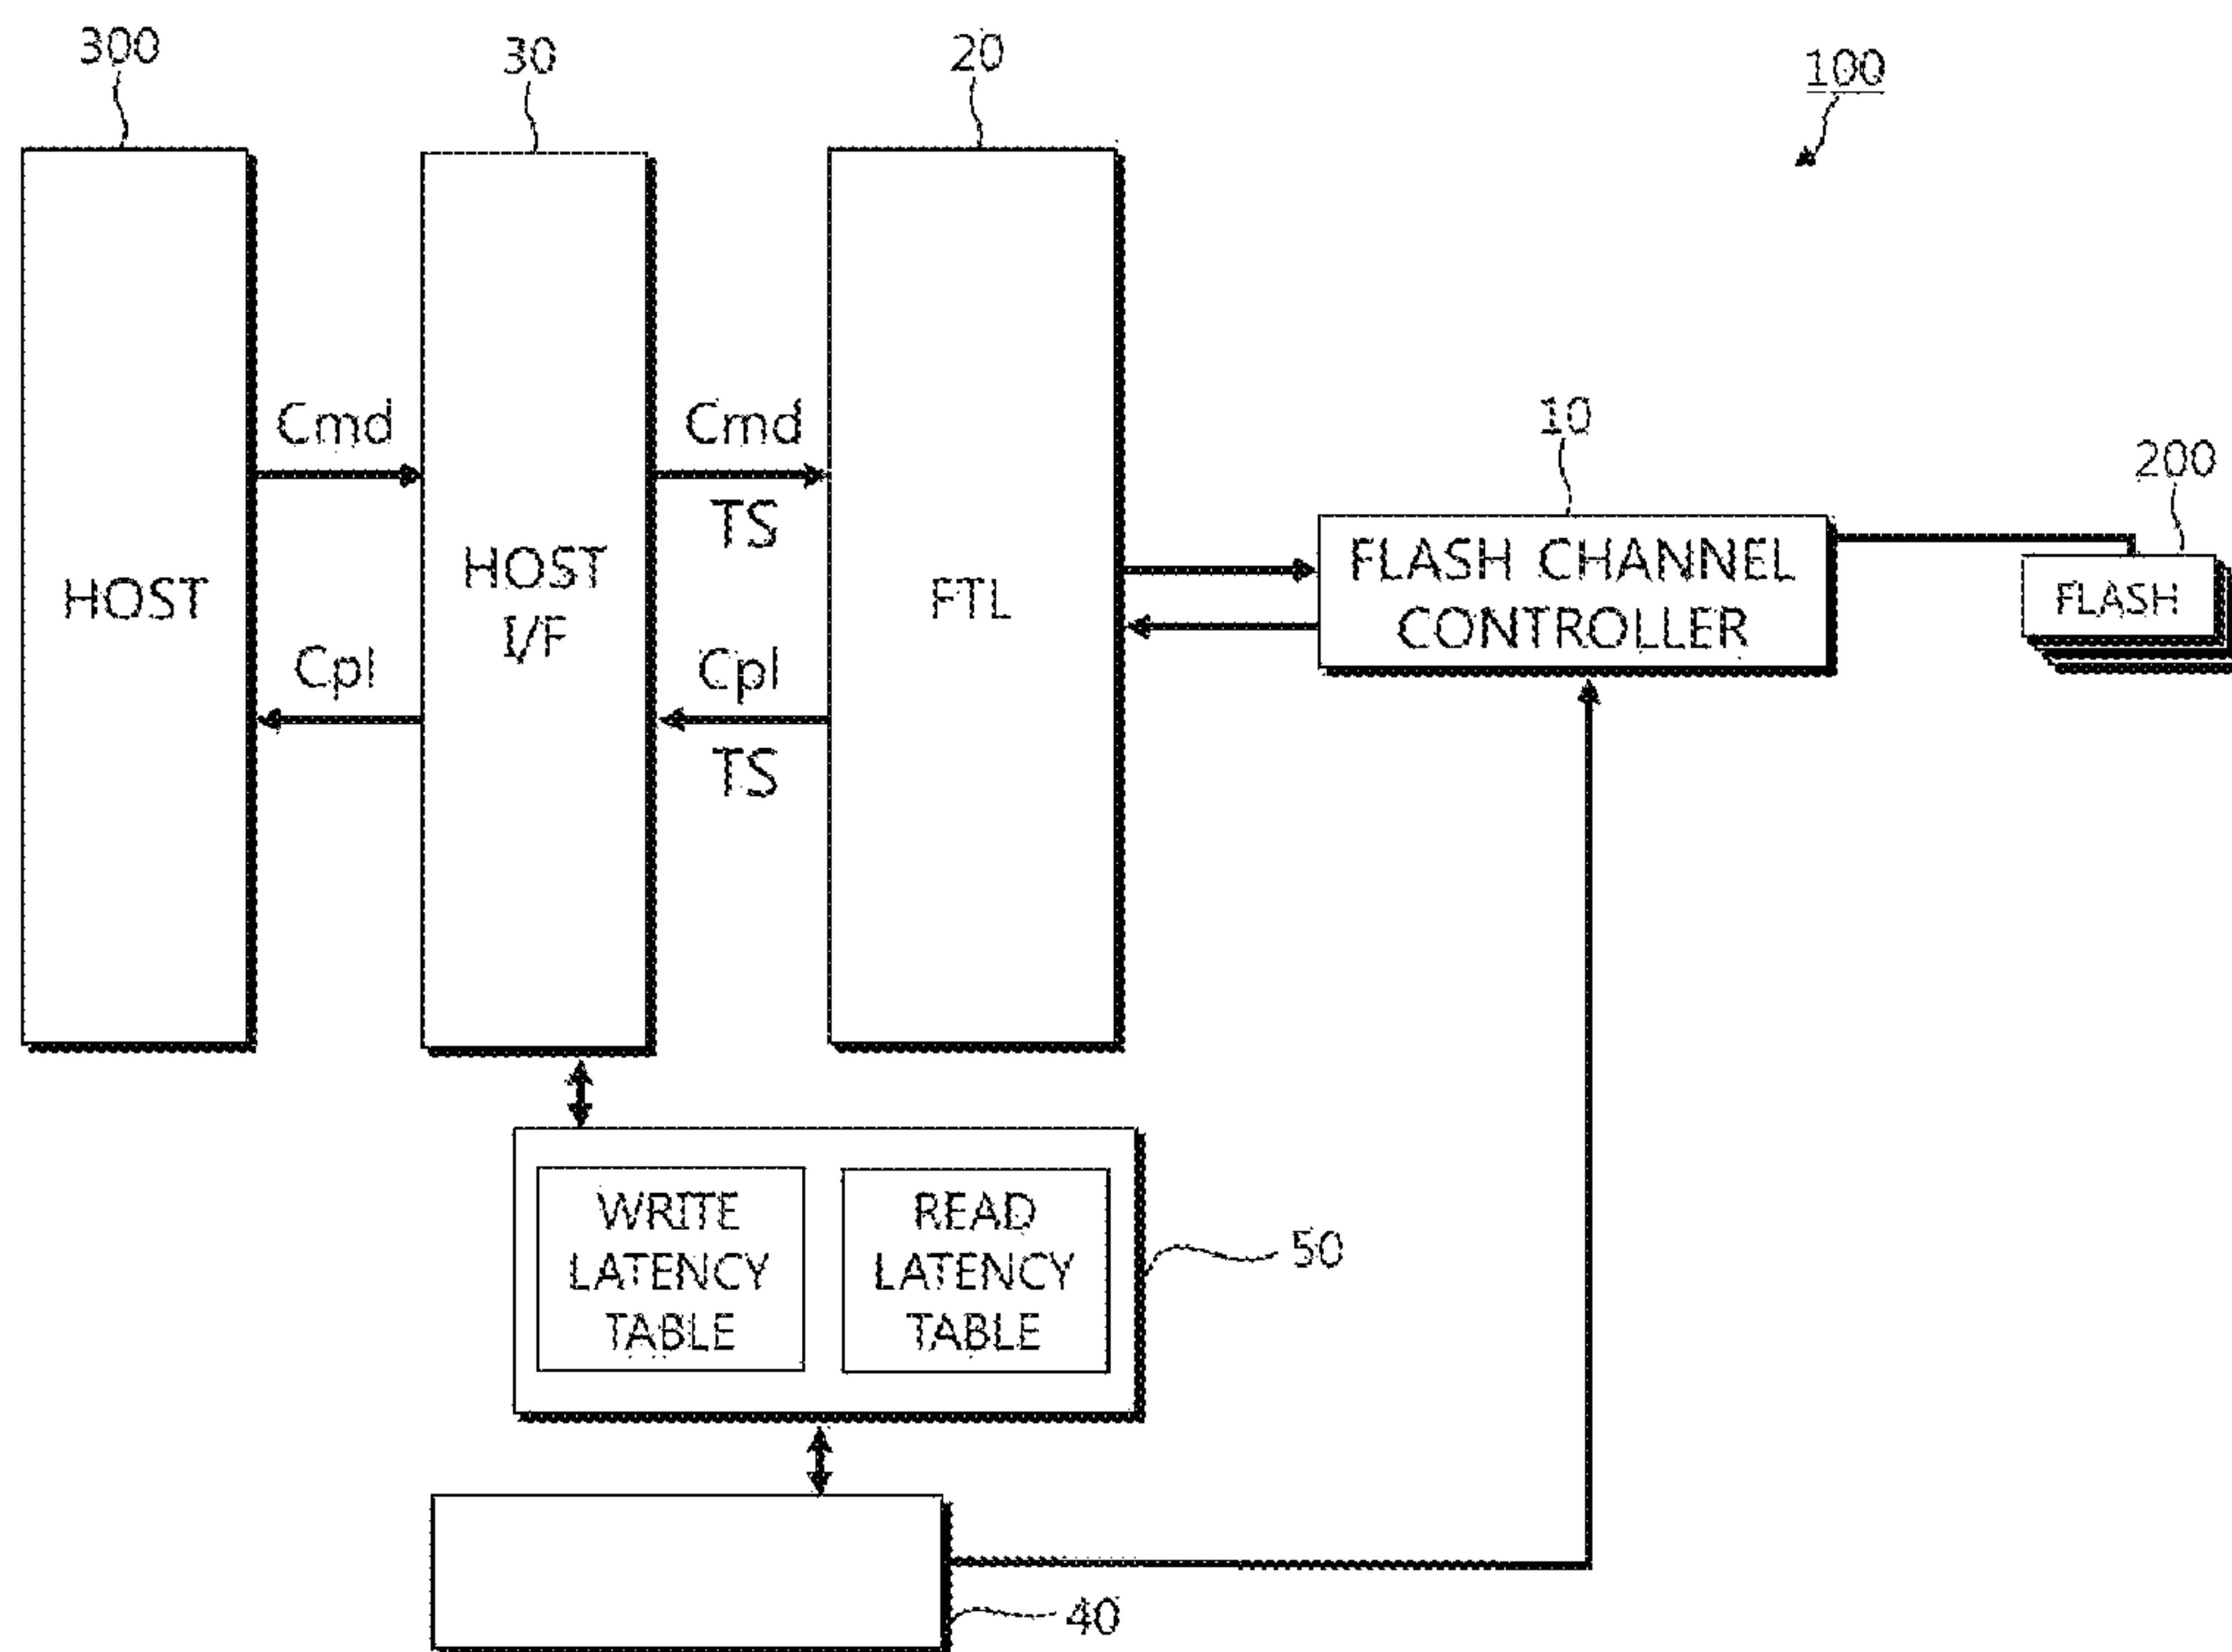 300
30
20
100
Cmd
Cmd
TS
10
200
HOST
HOST
I/F
FTL
FLASH CHANNEL
CONTROLLER
FLASH
Cpl
Cpl
TS
WRITE
LATENCY
TABLE
READ
LATENCY
TABLE
50
40